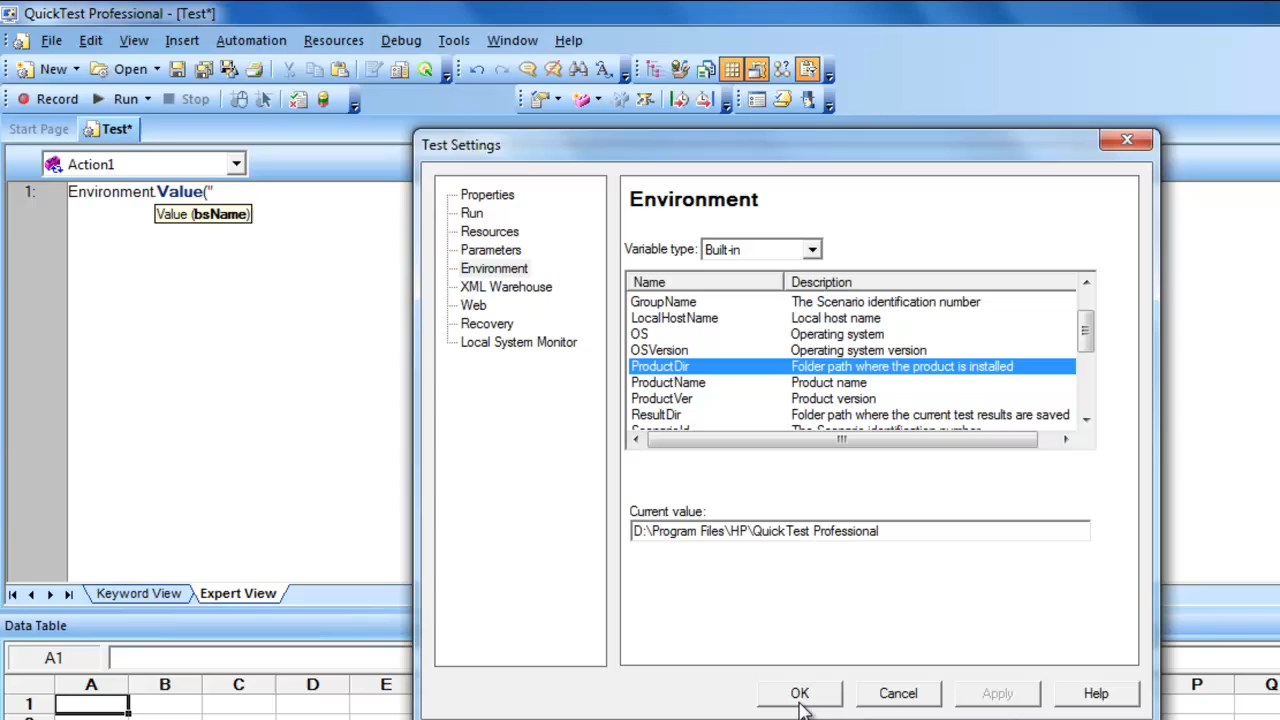 QuickTest Professional - [Test*]
File Edit View Insert Automation Resources Debug Tools Window Help
New Open
Record Run Stop
Start Page Test*
Action1
1: Environment.Value("
Value (bsName)
Test Settings
Properties
Run
Resources
Parameters
Environment
XML Warehouse
Web
Recovery
Local System Monitor
Environment
Variable type: Built-in
Name Description
GroupName The Scenario identification number
LocalHostName Local host name
OS Operating system
OSVersion Operating system version
ProductDir Folder path where the product is installed
ProductName Product name
ProductVer Product version
ResultDir Folder path where the current test results are saved
ScenarioId The Scenario identification number
Current value:
D:\Program Files\HP\QuickTest Professional
OK Cancel Apply Help
Keyword View Expert View
Data Table
A1
A B C D E P Q
1